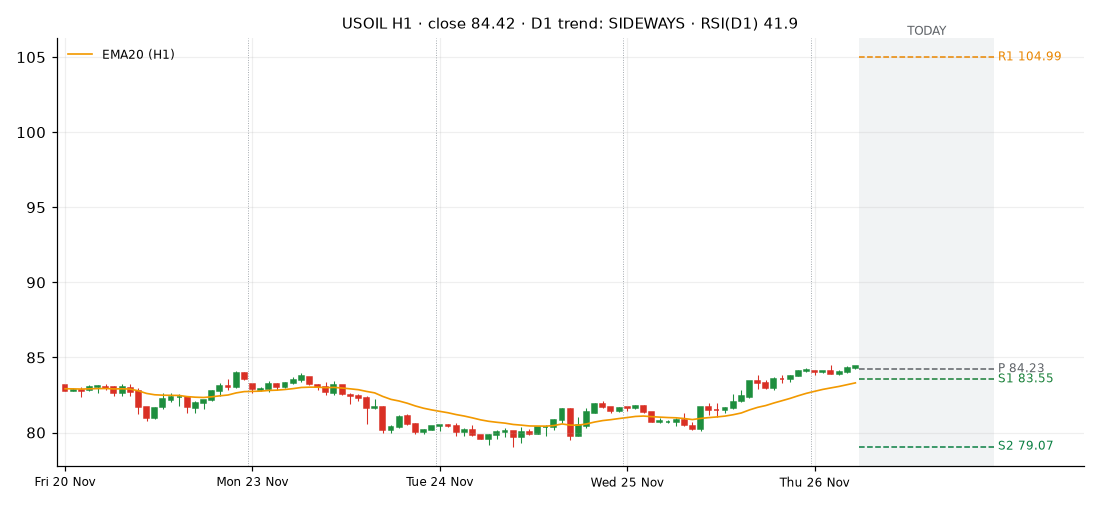 USOIL H1 · close 84.42 · D1 trend: SIDEWAYS · RSI(D1) 41.9
TODAY
EMA20 (H1)
105
100
95
90
85
80
R1 104.99
P 84.23
S1 83.55
S2 79.07
Fri 20 Nov
Mon 23 Nov
Tue 24 Nov
Wed 25 Nov
Thu 26 Nov